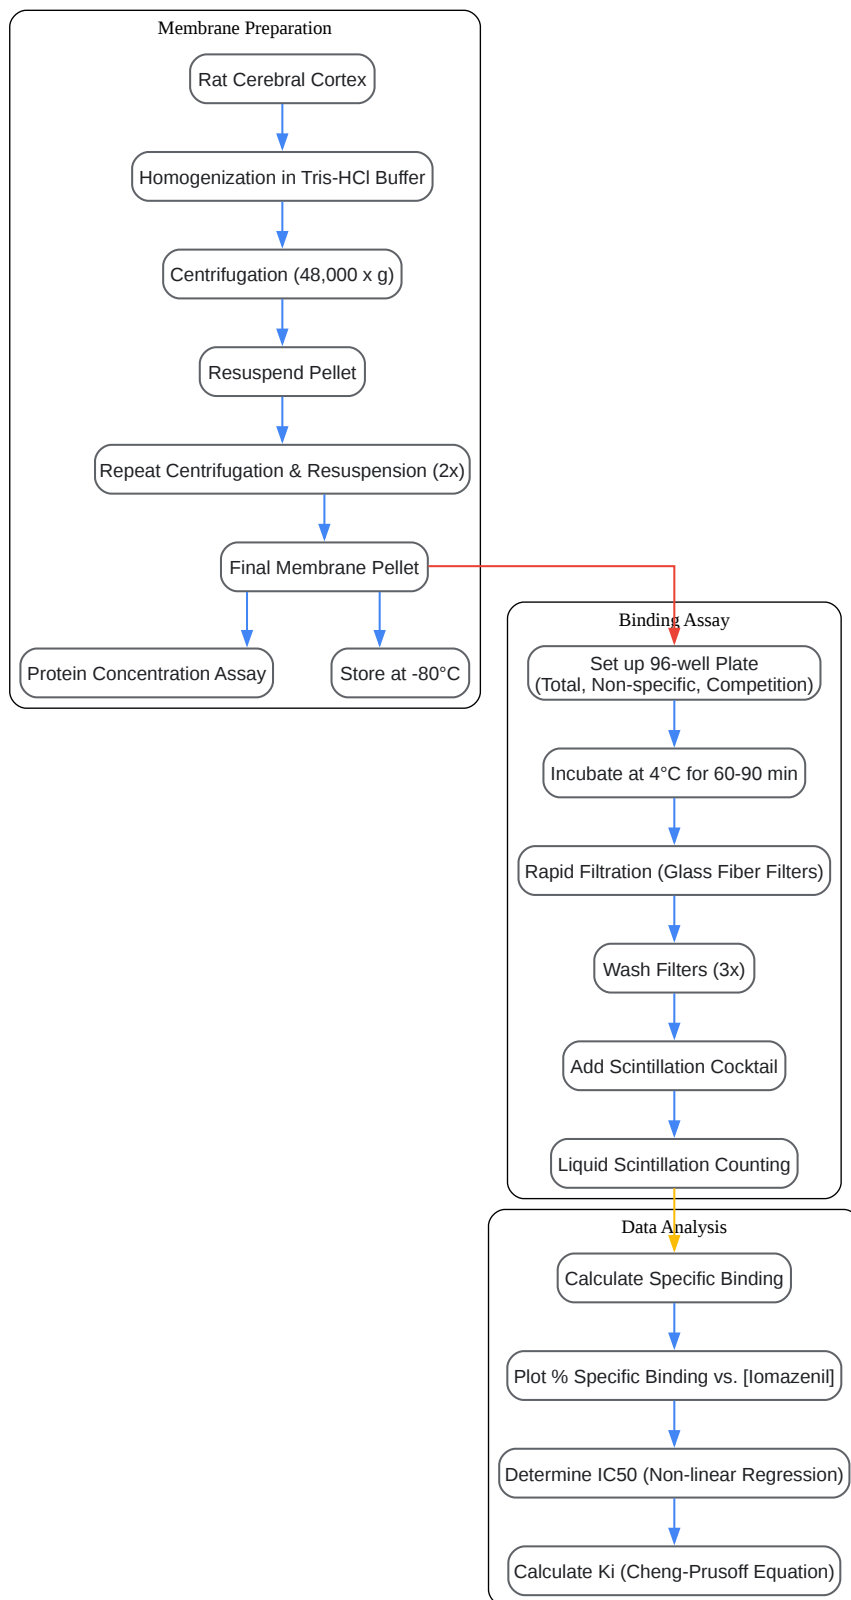 Membrane Preparation
Rat Cerebral Cortex
Homogenization in Tris-HCl Buffer
Centrifugation (48,000 x g)
Resuspend Pellet
Repeat Centrifugation & Resuspension (2x)
Final Membrane Pellet
Protein Concentration Assay
Store at -80°C
Binding Assay
Set up 96-well Plate
(Total, Non-specific, Competition)
Incubate at 4°C for 60-90 min
Rapid Filtration (Glass Fiber Filters)
Wash Filters (3x)
Add Scintillation Cocktail
Liquid Scintillation Counting
Data Analysis
Calculate Specific Binding
Plot % Specific Binding vs. [Iomazenil]
Determine IC50 (Non-linear Regression)
Calculate Ki (Cheng-Prusoff Equation)